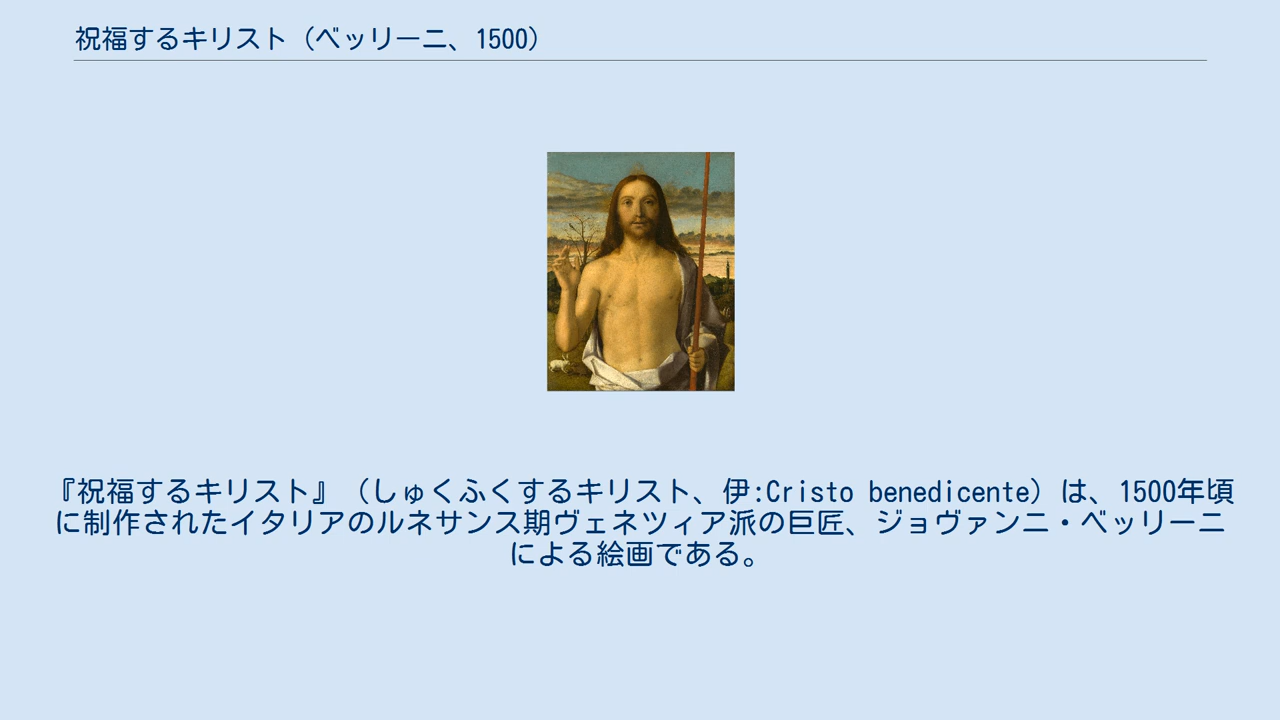 祝福するキリスト（ベッリーニ、1500）
『祝福するキリスト』（しゅくふくするキリスト、伊:Cristo benedicente）は、1500年頃
に制作されたイタリアのルネサンス期ヴェネツィア派の巨匠、ジョヴァンニ・ベッリーニ
による絵画である。